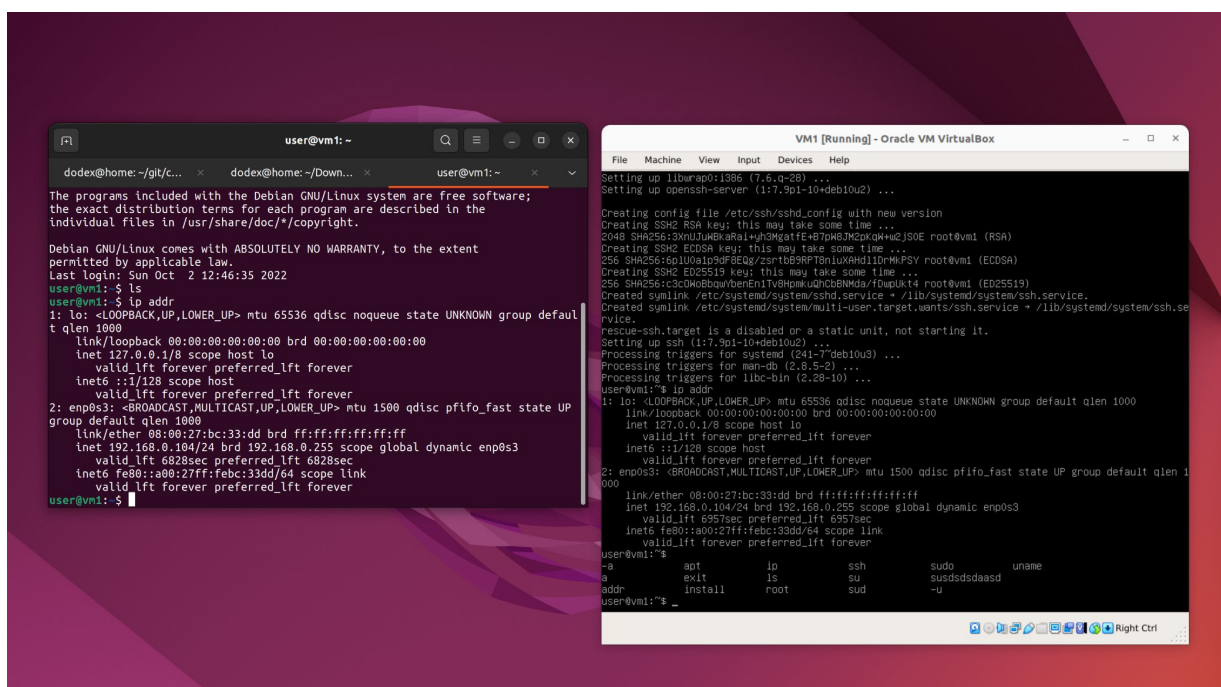 user@vm1: ~
dodex@home: ~/git/c... × dodex@home: ~/Down... × user@vm1: ~ ×
The programs included with the Debian GNU/Linux system are free software;
the exact distribution terms for each program are described in the
individual files in /usr/share/doc/*/copyright.
Debian GNU/Linux comes with ABSOLUTELY NO WARRANTY, to the extent
permitted by applicable law.
Last login: Sun Oct  2 12:46:35 2022
user@vm1:~$ ls
user@vm1:~$ ip addr
1: lo: <LOOPBACK,UP,LOWER_UP> mtu 65536 qdisc noqueue state UNKNOWN group defaul
t qlen 1000
    link/loopback 00:00:00:00:00:00 brd 00:00:00:00:00:00
    inet 127.0.0.1/8 scope host lo
       valid_lft forever preferred_lft forever
    inet6 ::1/128 scope host
       valid_lft forever preferred_lft forever
2: enp0s3: <BROADCAST,MULTICAST,UP,LOWER_UP> mtu 1500 qdisc pfifo_fast state UP
group default qlen 1000
    link/ether 08:00:27:bc:33:dd brd ff:ff:ff:ff:ff:ff
    inet 192.168.0.104/24 brd 192.168.0.255 scope global dynamic enp0s3
       valid_lft 6828sec preferred_lft 6828sec
    inet6 fe80::a00:27ff:febc:33dd/64 scope link
       valid_lft forever preferred_lft forever
user@vm1:~$
VM1 [Running] - Oracle VM VirtualBox
File Machine View Input Devices Help
Setting up libwrap0:i386 (7.6.q-28) ...
Setting up openssh-server (1:7.9p1-10+deb10u2) ...
Creating config file /etc/ssh/sshd_config with new version
Creating SSH2 RSA key; this may take some time ...
2048 root@vm1 (RSA)
Creating SSH2 ECDSA key; this may take some time ...
256 root@vm1 (ECDSA)
Creating SSH2 ED25519 key; this may take some time ...
256 root@vm1 (ED25519)
Created symlink /etc/systemd/system/sshd.service → /lib/systemd/system/ssh.service.
Created symlink /etc/systemd/system/multi-user.target.wants/ssh.service → /lib/systemd/system/ssh.se
rvice.
rescue-ssh.target is a disabled or a static unit, not starting it.
Setting up ssh (1:7.9p1-10+deb10u2) ...
Processing triggers for systemd (241-7~deb10u3) ...
Processing triggers for man-db (2.8.5-2) ...
Processing triggers for libc-bin (2.28-10) ...
user@vm1:~$ ip addr
1: lo: <LOOPBACK,UP,LOWER_UP> mtu 65536 qdisc noqueue state UNKNOWN group default qlen 1000
    link/loopback 00:00:00:00:00:00 brd 00:00:00:00:00:00
    inet 127.0.0.1/8 scope host lo
       valid_lft forever preferred_lft forever
    inet6 ::1/128 scope host
       valid_lft forever preferred_lft forever
2: enp0s3: <BROADCAST,MULTICAST,UP,LOWER_UP> mtu 1500 qdisc pfifo_fast state UP group default qlen 1
000
    link/ether 08:00:27:bc:33:dd brd ff:ff:ff:ff:ff:ff
    inet 192.168.0.104/24 brd 192.168.0.255 scope global dynamic enp0s3
       valid_lft 6957sec preferred_lft 6957sec
    inet6 fe80::a00:27ff:febc:33dd/64 scope link
       valid_lft forever preferred_lft forever
user@vm1:~$
-a apt ip ssh sudo uname
a exit ls su susdsdsdaasd
addr install root sud -u
user@vm1:~$ _
Right Ctrl